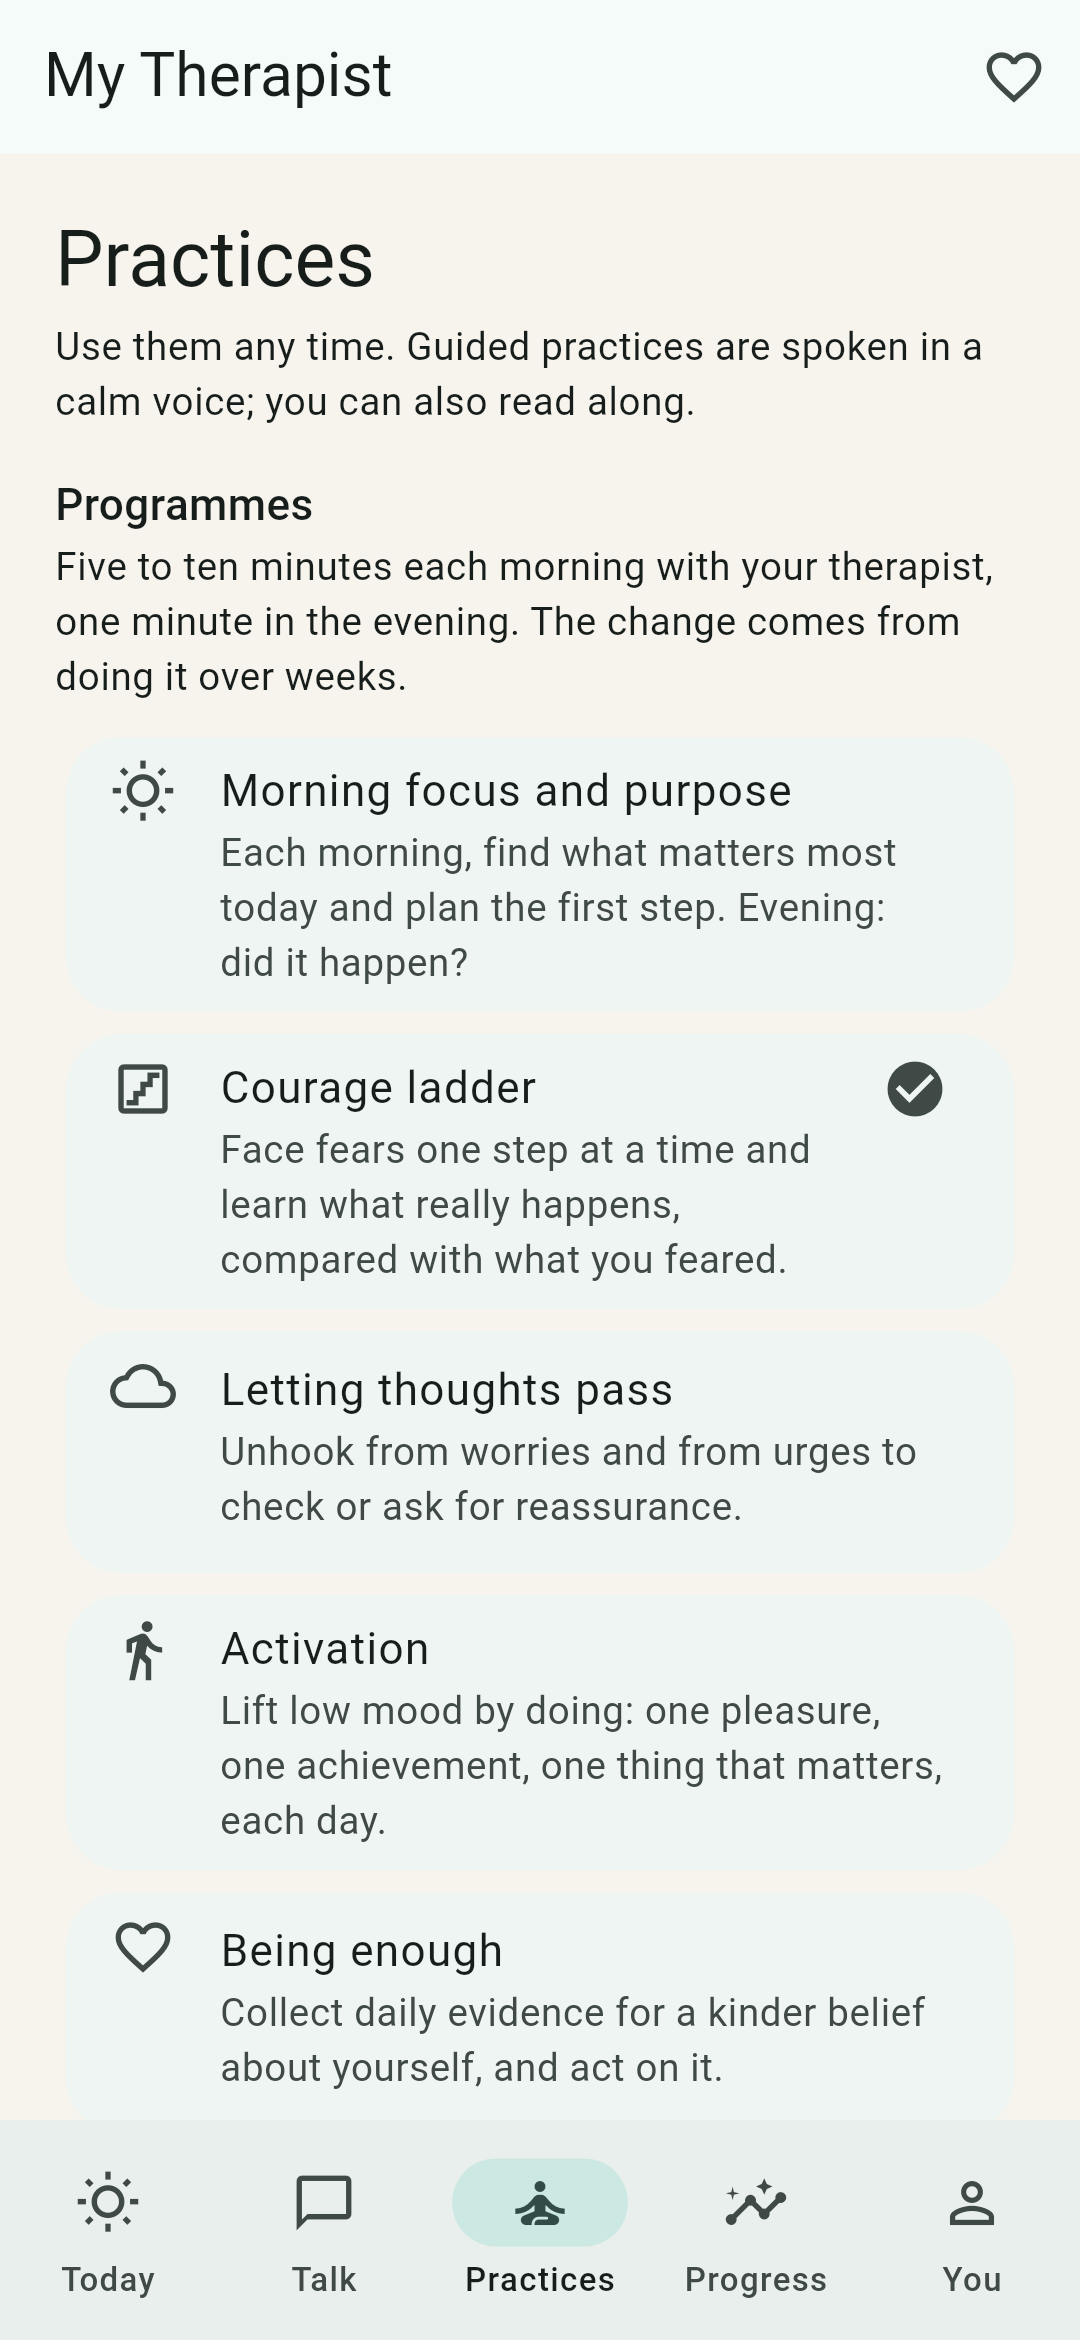 My Therapist
Practices
Use them any time. Guided practices are spoken in a
calm voice; you can also read along.
Programmes
Five to ten minutes each morning with your therapist,
one minute in the evening. The change comes from
doing it over weeks.
Morning focus and purpose
Each morning, find what matters most
today and plan the first step. Evening:
did it happen?
Courage ladder
Face fears one step at a time and
learn what really happens,
compared with what you feared.
Letting thoughts pass
Unhook from worries and from urges to
check or ask for reassurance.
Activation
Lift low mood by doing: one pleasure,
one achievement, one thing that matters,
each day.
Being enough
Collect daily evidence for a kinder belief
about yourself, and act on it.
Today Talk Practices Progress You